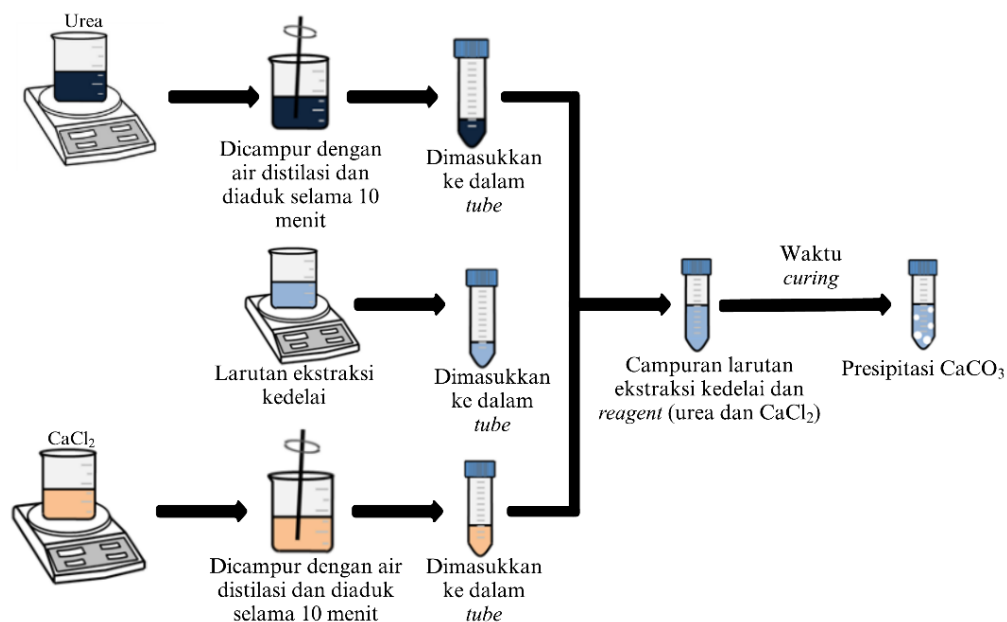 Urea
Dicampur dengan
air distilasi dan
diaduk selama 10
menit
Dimasukkan
ke dalam
tube
Larutan ekstraksi
kedelai
Dimasukkan
ke dalam
tube
Campuran larutan
ekstraksi kedelai dan
reagent (urea dan CaCl₂)
Waktu
curing
Presipitasi CaCO₃
CaCl₂
Dicampur dengan air
distilasi dan diaduk
selama 10 menit
Dimasukkan
ke dalam
tube